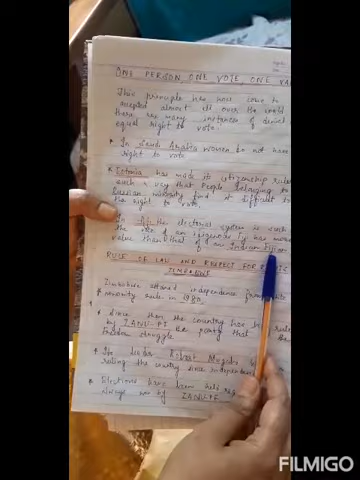 ONE PERSON ONE VOTE, ONE VA
This principle has now come to
accepted almost all over the world
there are many instances of denial
equal right to vote.
* In Saudi Arabia women do not have
right to vote
* Estonia has made its citizenship rules
such a way that People belonging to
Russian minority find it difficult to
the right to vote.
In Fiji the electoral system is such
the vote of an indigenous Fiji has more
value than that of an Indian Fijian
RULE OF LAW AND RESPECT FOR RIGHTS
ZIMBABWE
Zimbabwe attained independence from
minority rule in 1980.
* Since then the country has been ruled
by ZANU-PF the party that
freedom struggle
* Its leader Robert Mugabe
ruling the country since independence
* Elections have been held reg
always won by ZANU-PF
FILMIGO